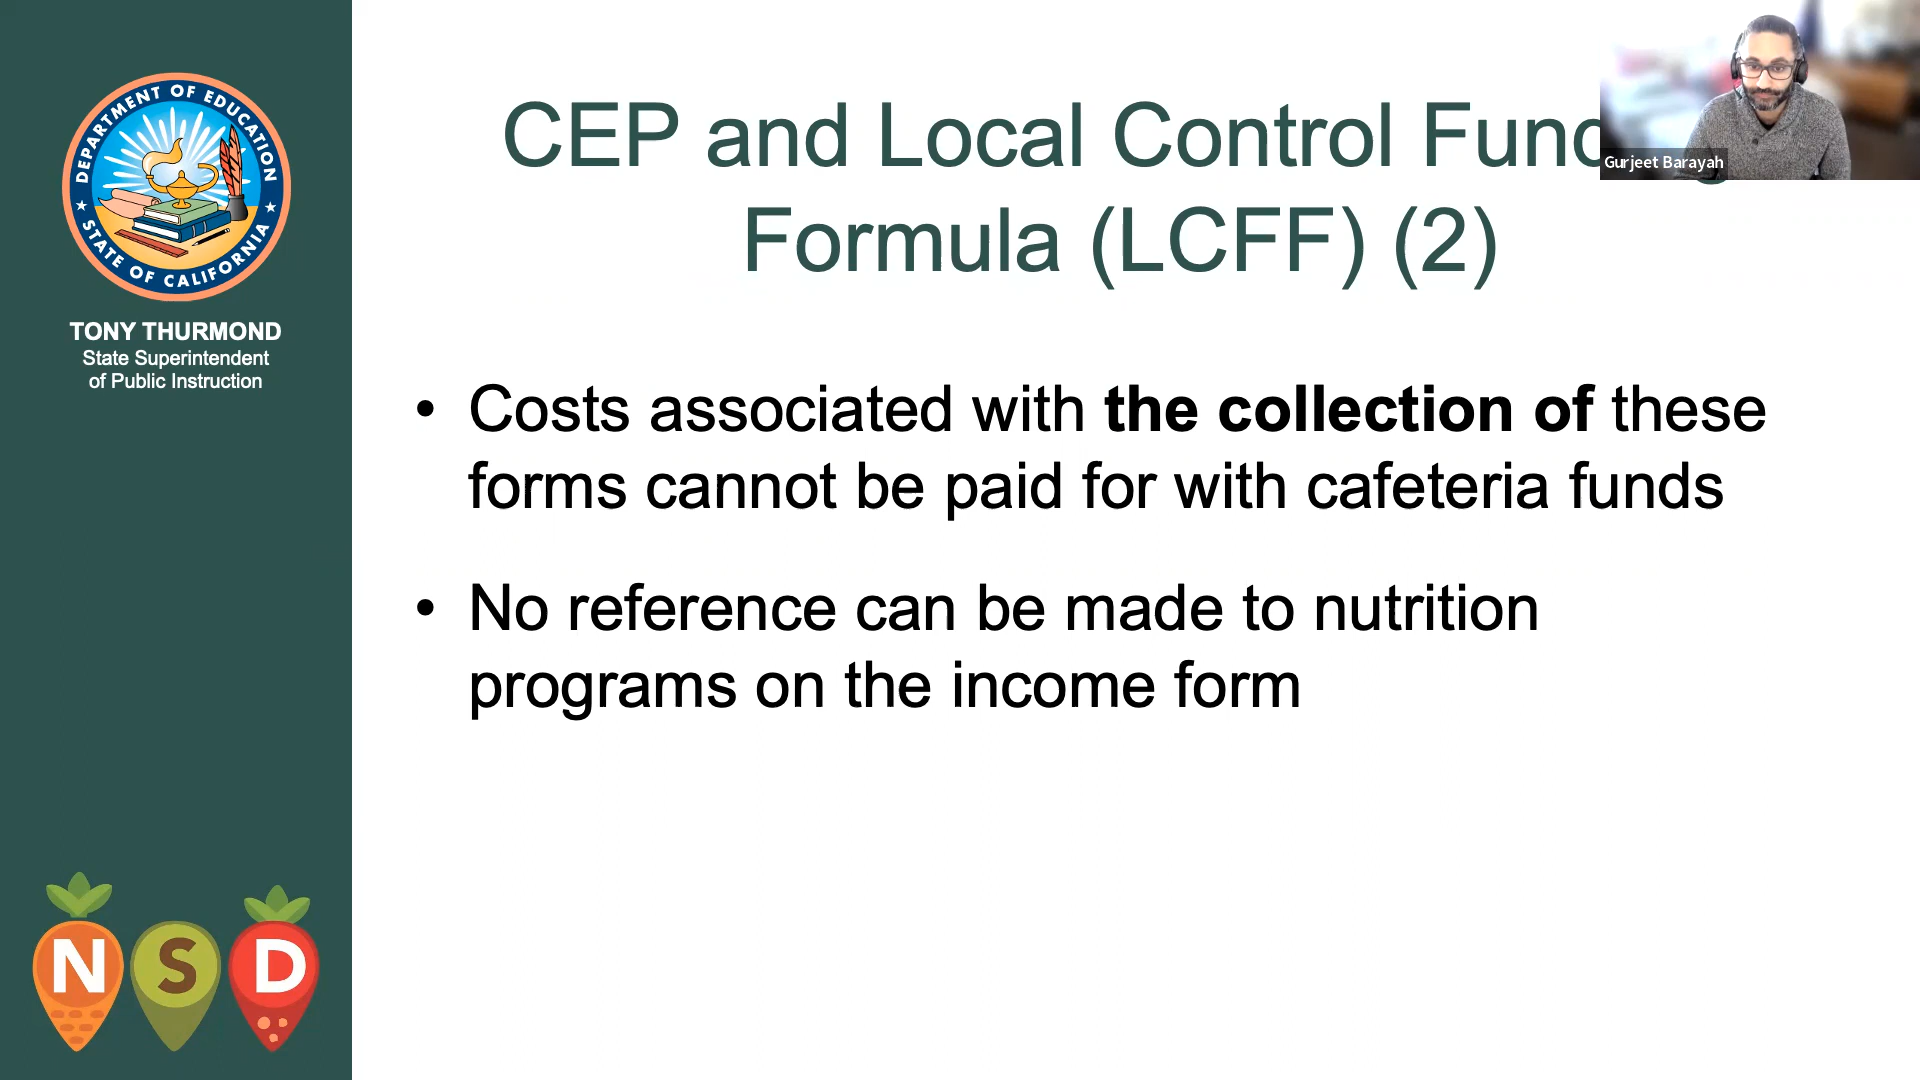 DEPARTMENT OF EDUCATION
STATE OF CALIFORNIA
TONY THURMOND
State Superintendent
of Public Instruction
N S D
CEP and Local Control
Formula (LCFF) (2)
Gurjeet Barayah
• Costs associated with the collection of these
forms cannot be paid for with cafeteria funds
• No reference can be made to nutrition
programs on the income form